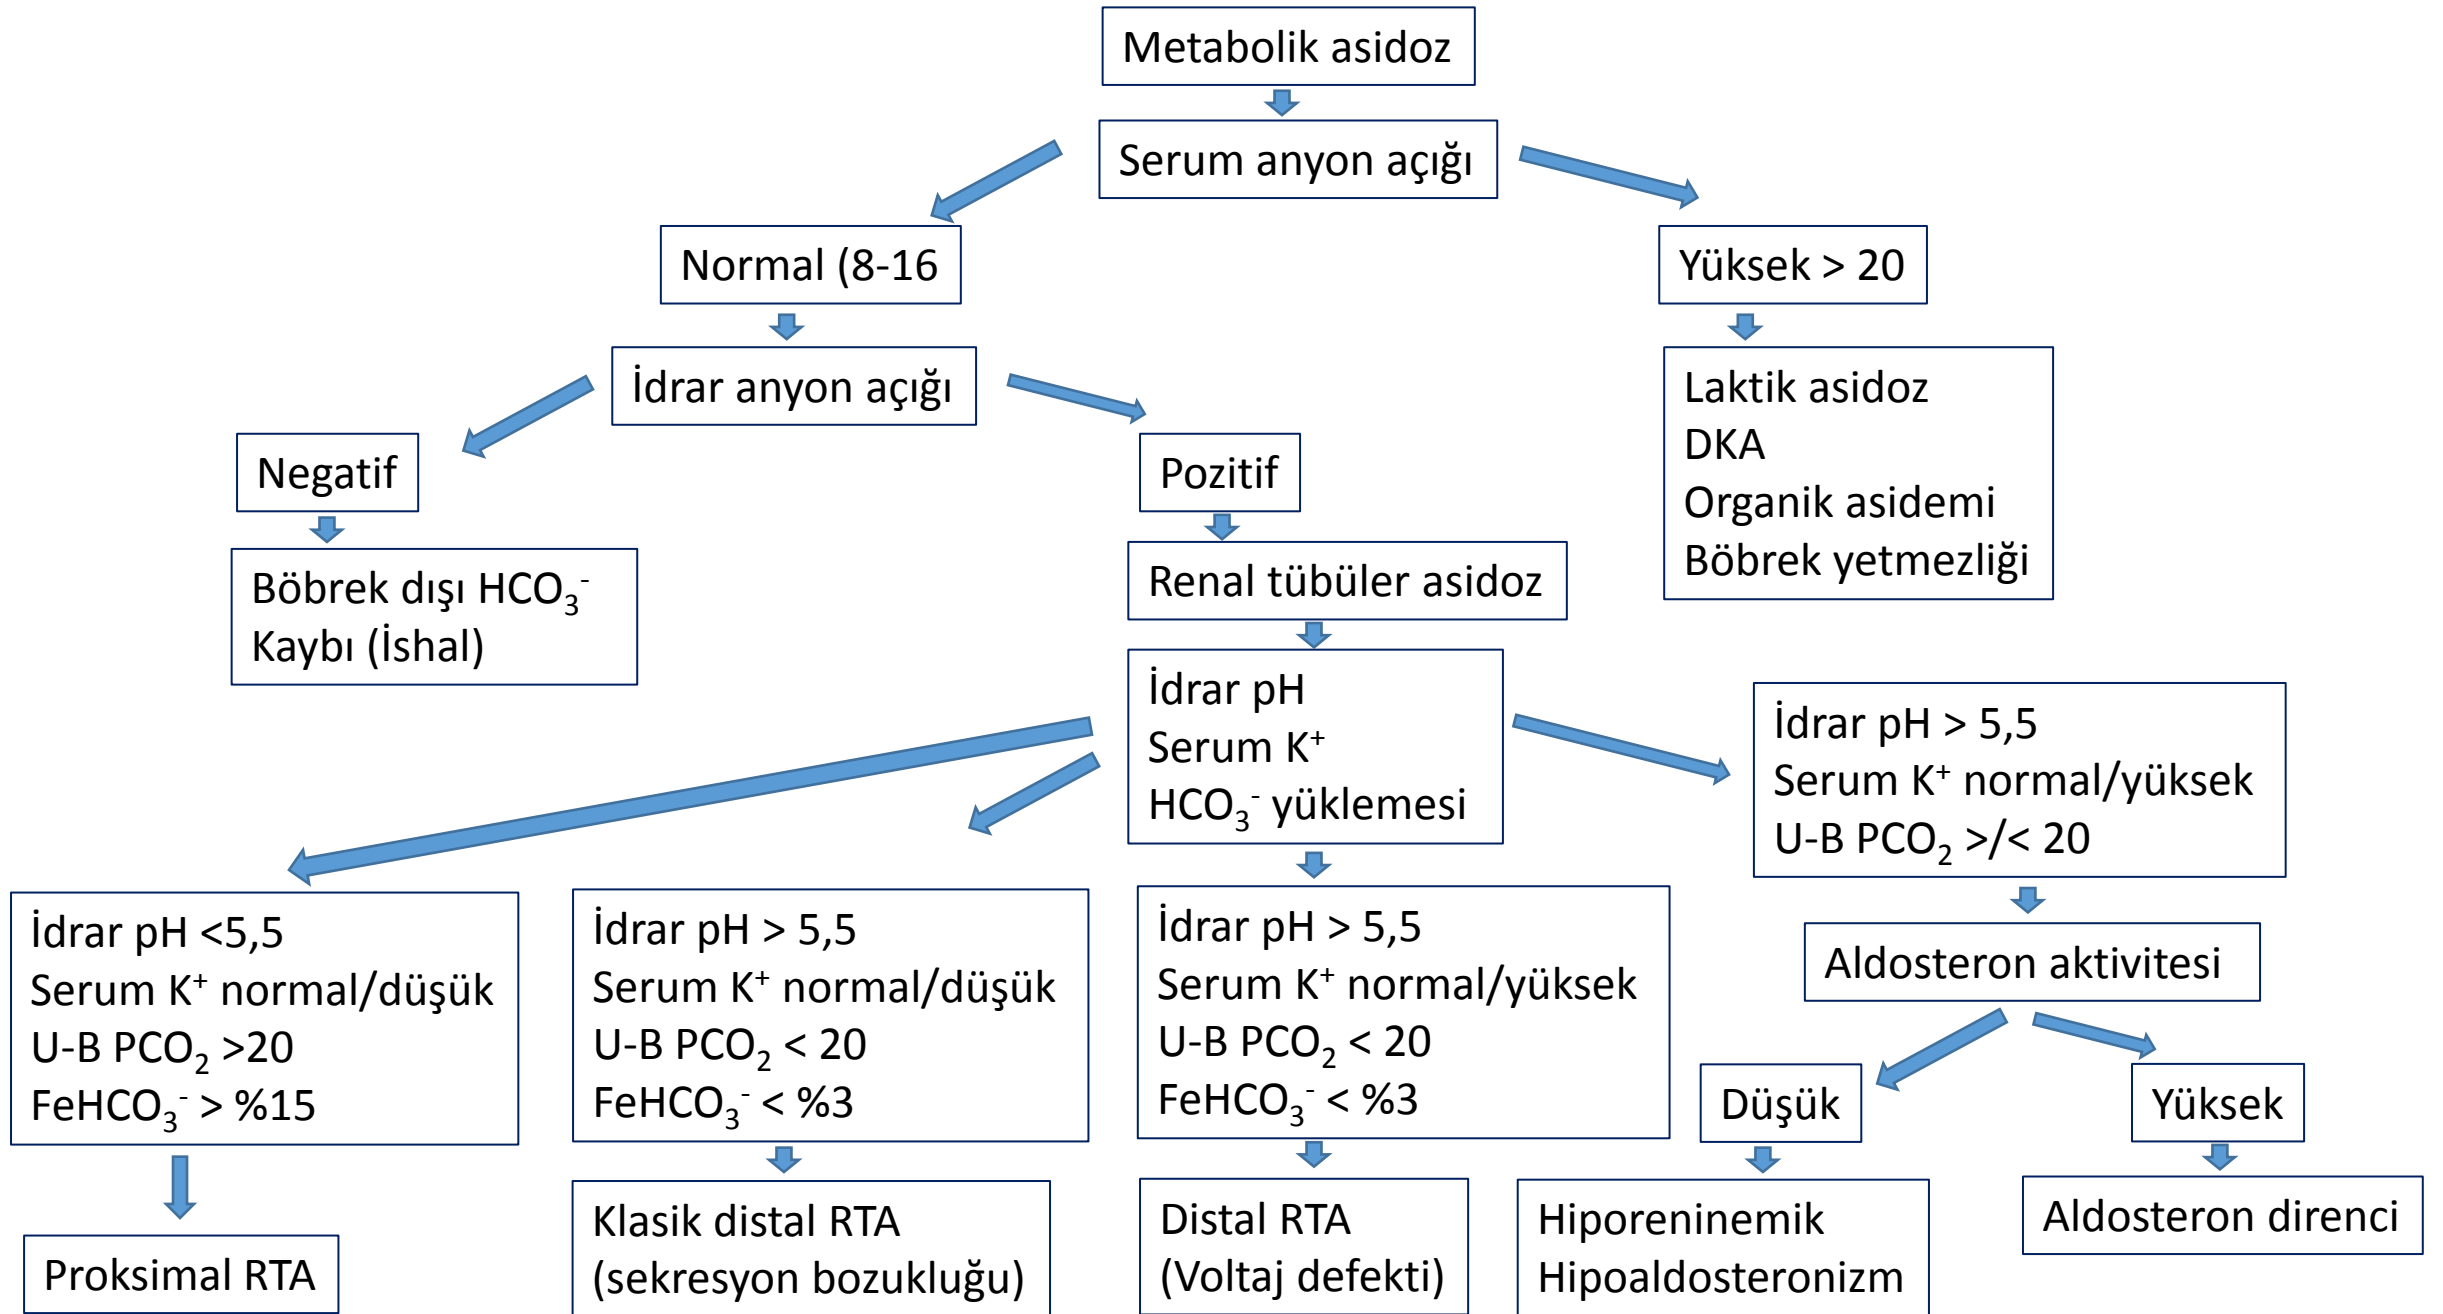 Metabolik asidoz
Serum anyon açığı
Normal (8-16
Yüksek > 20
İdrar anyon açığı
Laktik asidoz
DKA
Organik asidemi
Böbrek yetmezliği
Negatif
Pozitif
Böbrek dışı HCO₃⁻
Kaybı (İshal)
Renal tübüler asidoz
İdrar pH
Serum K⁺
HCO₃⁻ yüklemesi
İdrar pH > 5,5
Serum K⁺ normal/yüksek
U-B PCO₂ >/< 20
İdrar pH <5,5
Serum K⁺ normal/düşük
U-B PCO₂ >20
FeHCO₃⁻ > %15
İdrar pH > 5,5
Serum K⁺ normal/düşük
U-B PCO₂ < 20
FeHCO₃⁻ < %3
İdrar pH > 5,5
Serum K⁺ normal/yüksek
U-B PCO₂ < 20
FeHCO₃⁻ < %3
Aldosteron aktivitesi
Düşük
Yüksek
Proksimal RTA
Klasik distal RTA
(sekresyon bozukluğu)
Distal RTA
(Voltaj defekti)
Hiporeninemik
Hipoaldosteronizm
Aldosteron direnci